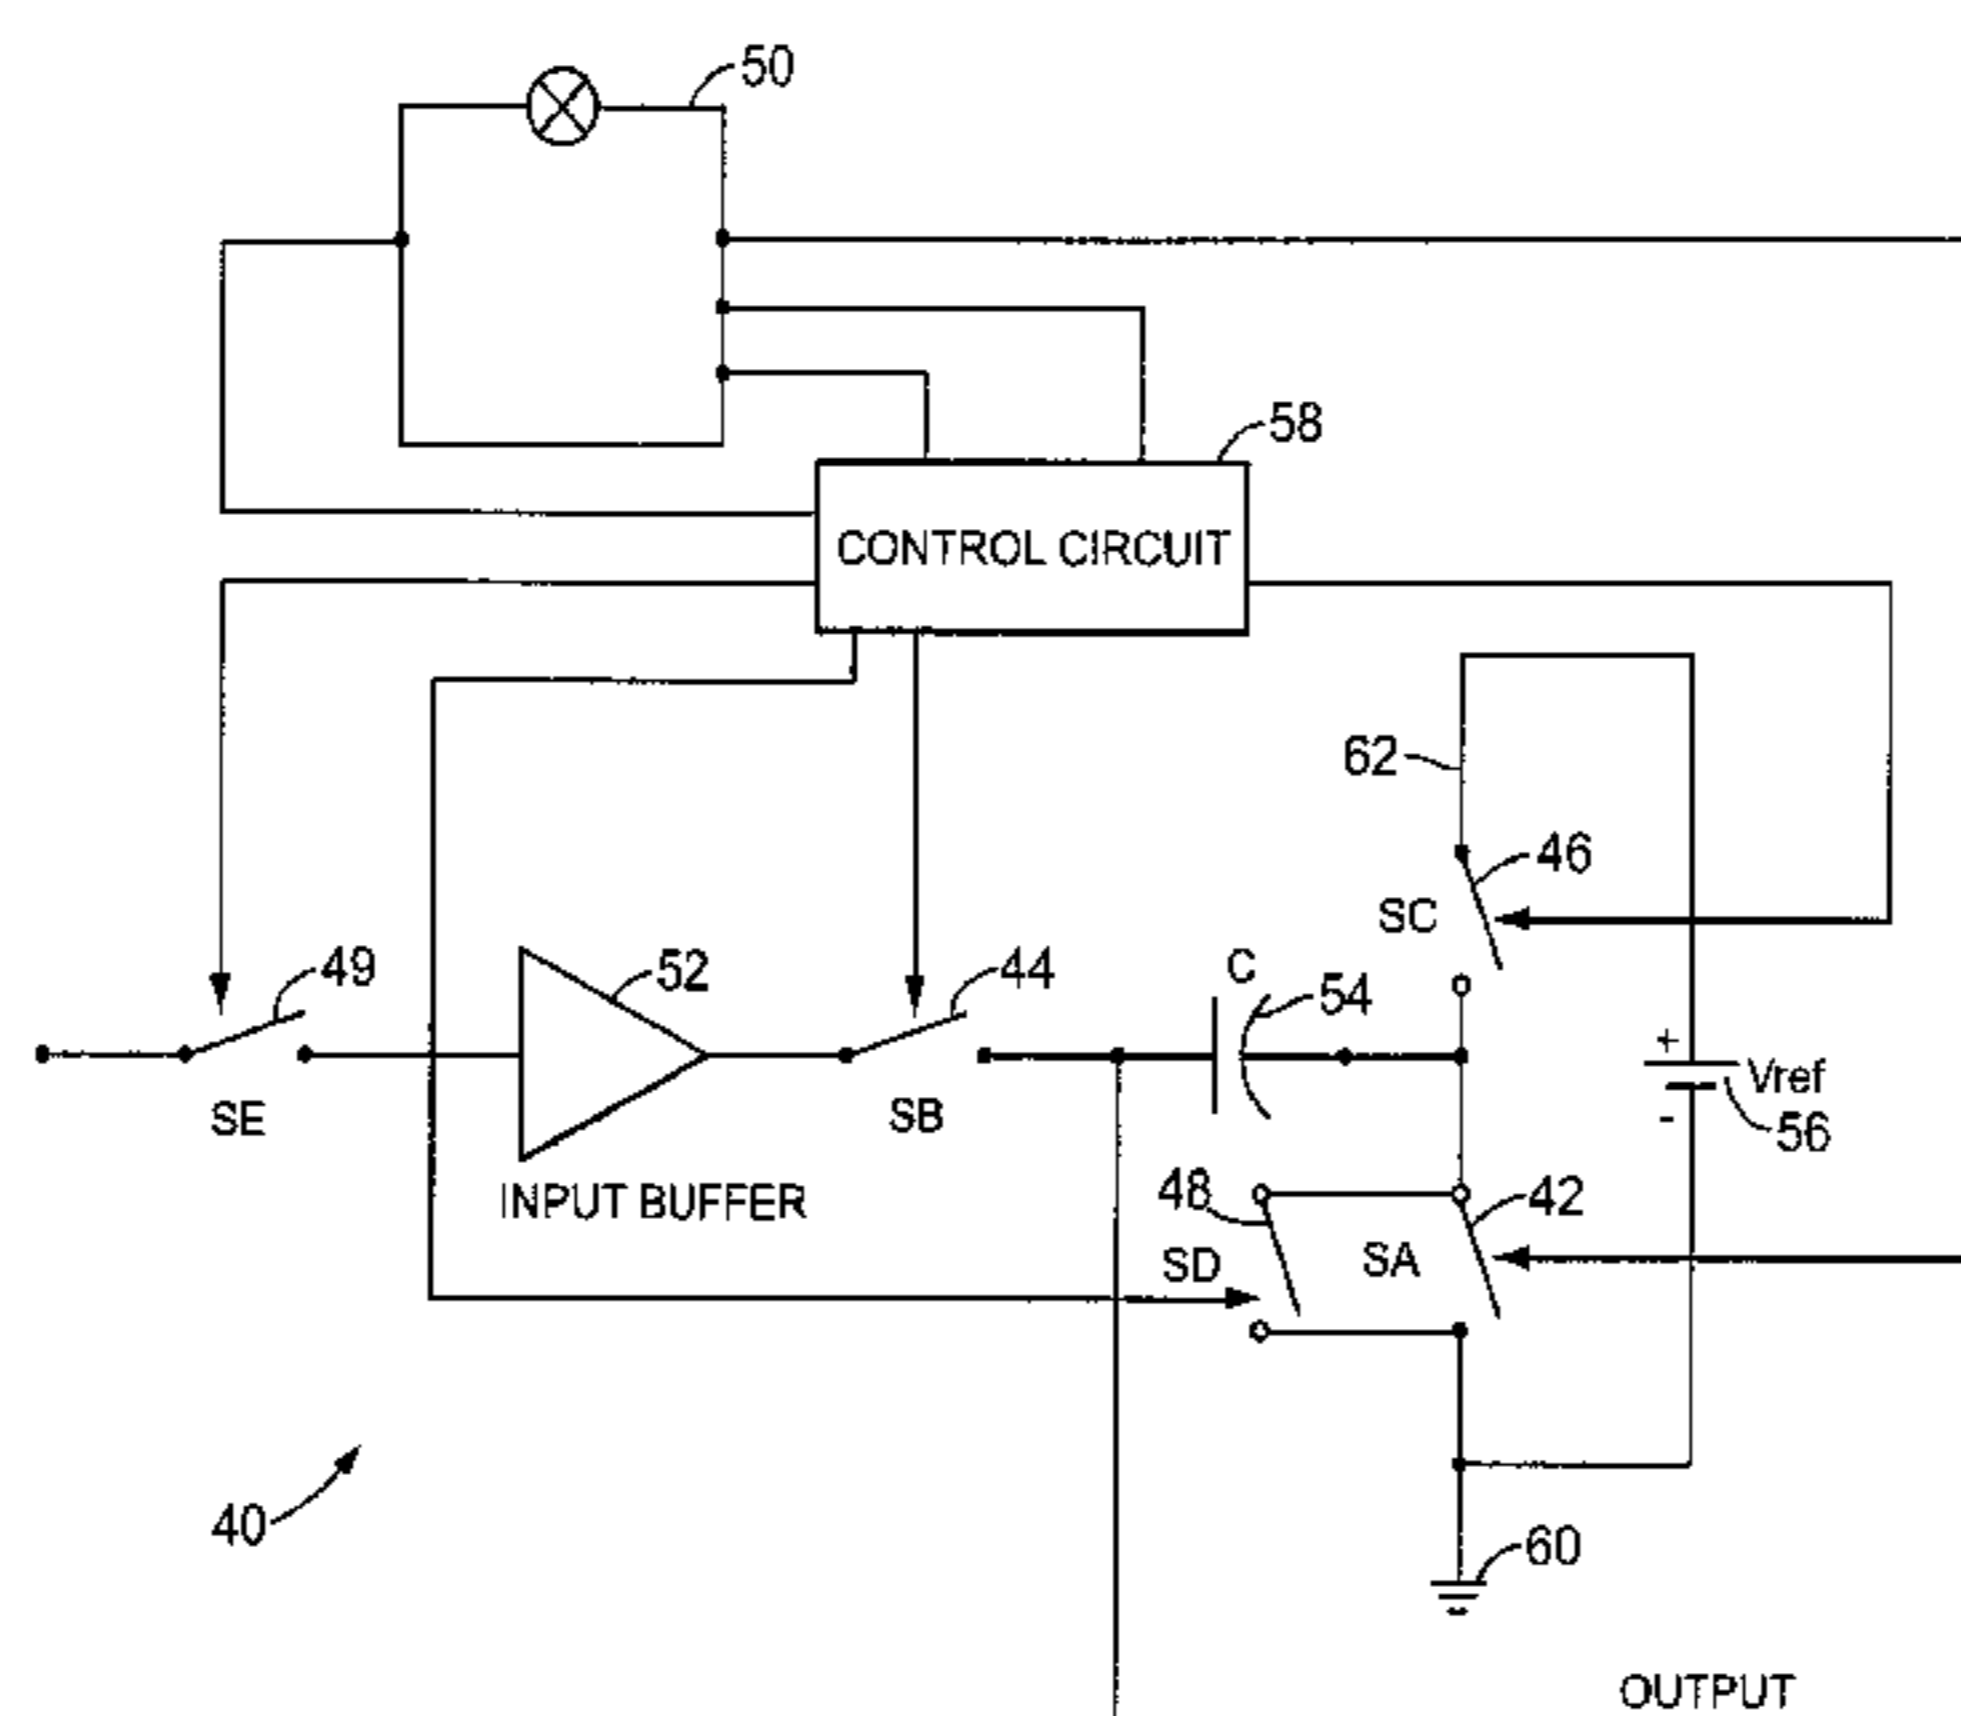 50
58
CONTROL CIRCUIT
62
46
SC
49
52
44
C
54
+
Vref
-
56
SE
SB
INPUT BUFFER
48
42
SD
SA
40
60
OUTPUT